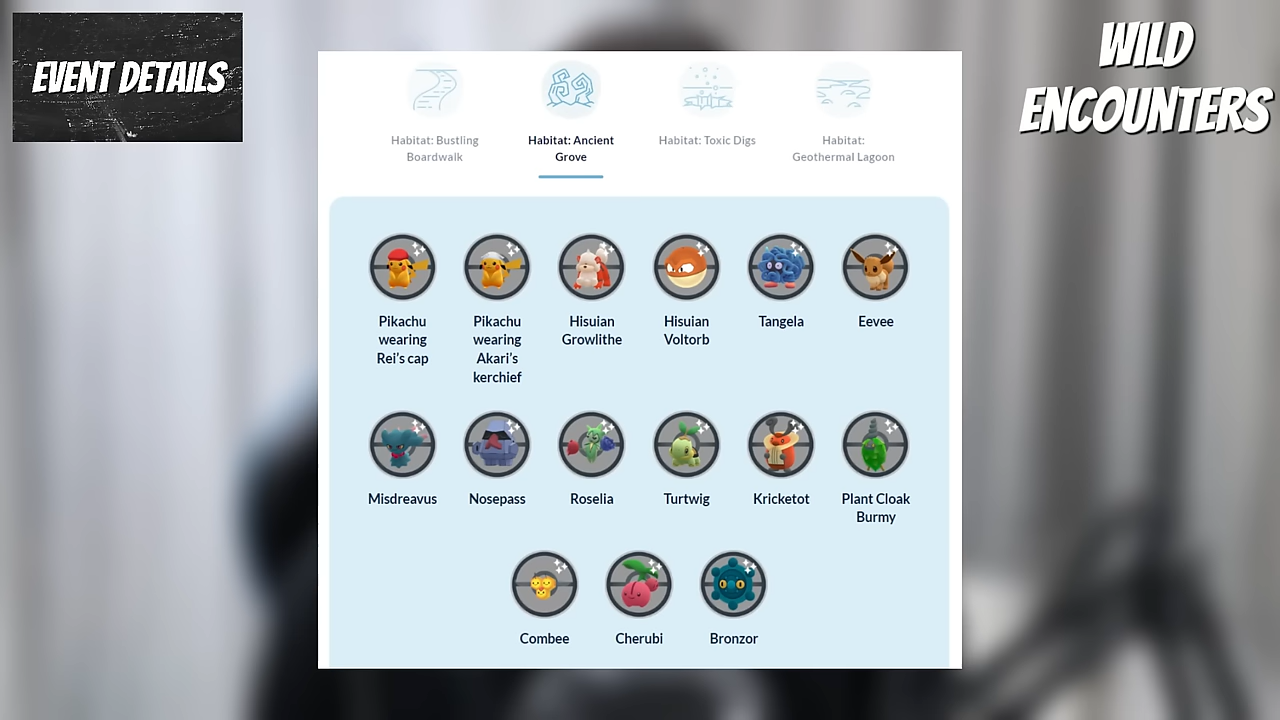 EVENT DETAILS
WILD
ENCOUNTERS
Habitat: Bustling
Boardwalk
Habitat: Ancient
Grove
Habitat: Toxic Digs
Habitat:
Geothermal Lagoon
Pikachu
wearing
Rei's cap
Pikachu
wearing
Akari's
kerchief
Hisuian
Growlithe
Hisuian
Voltorb
Tangela
Eevee
Misdreavus
Nosepass
Roselia
Turtwig
Kricketot
Plant Cloak
Burmy
Combee
Cherubi
Bronzor